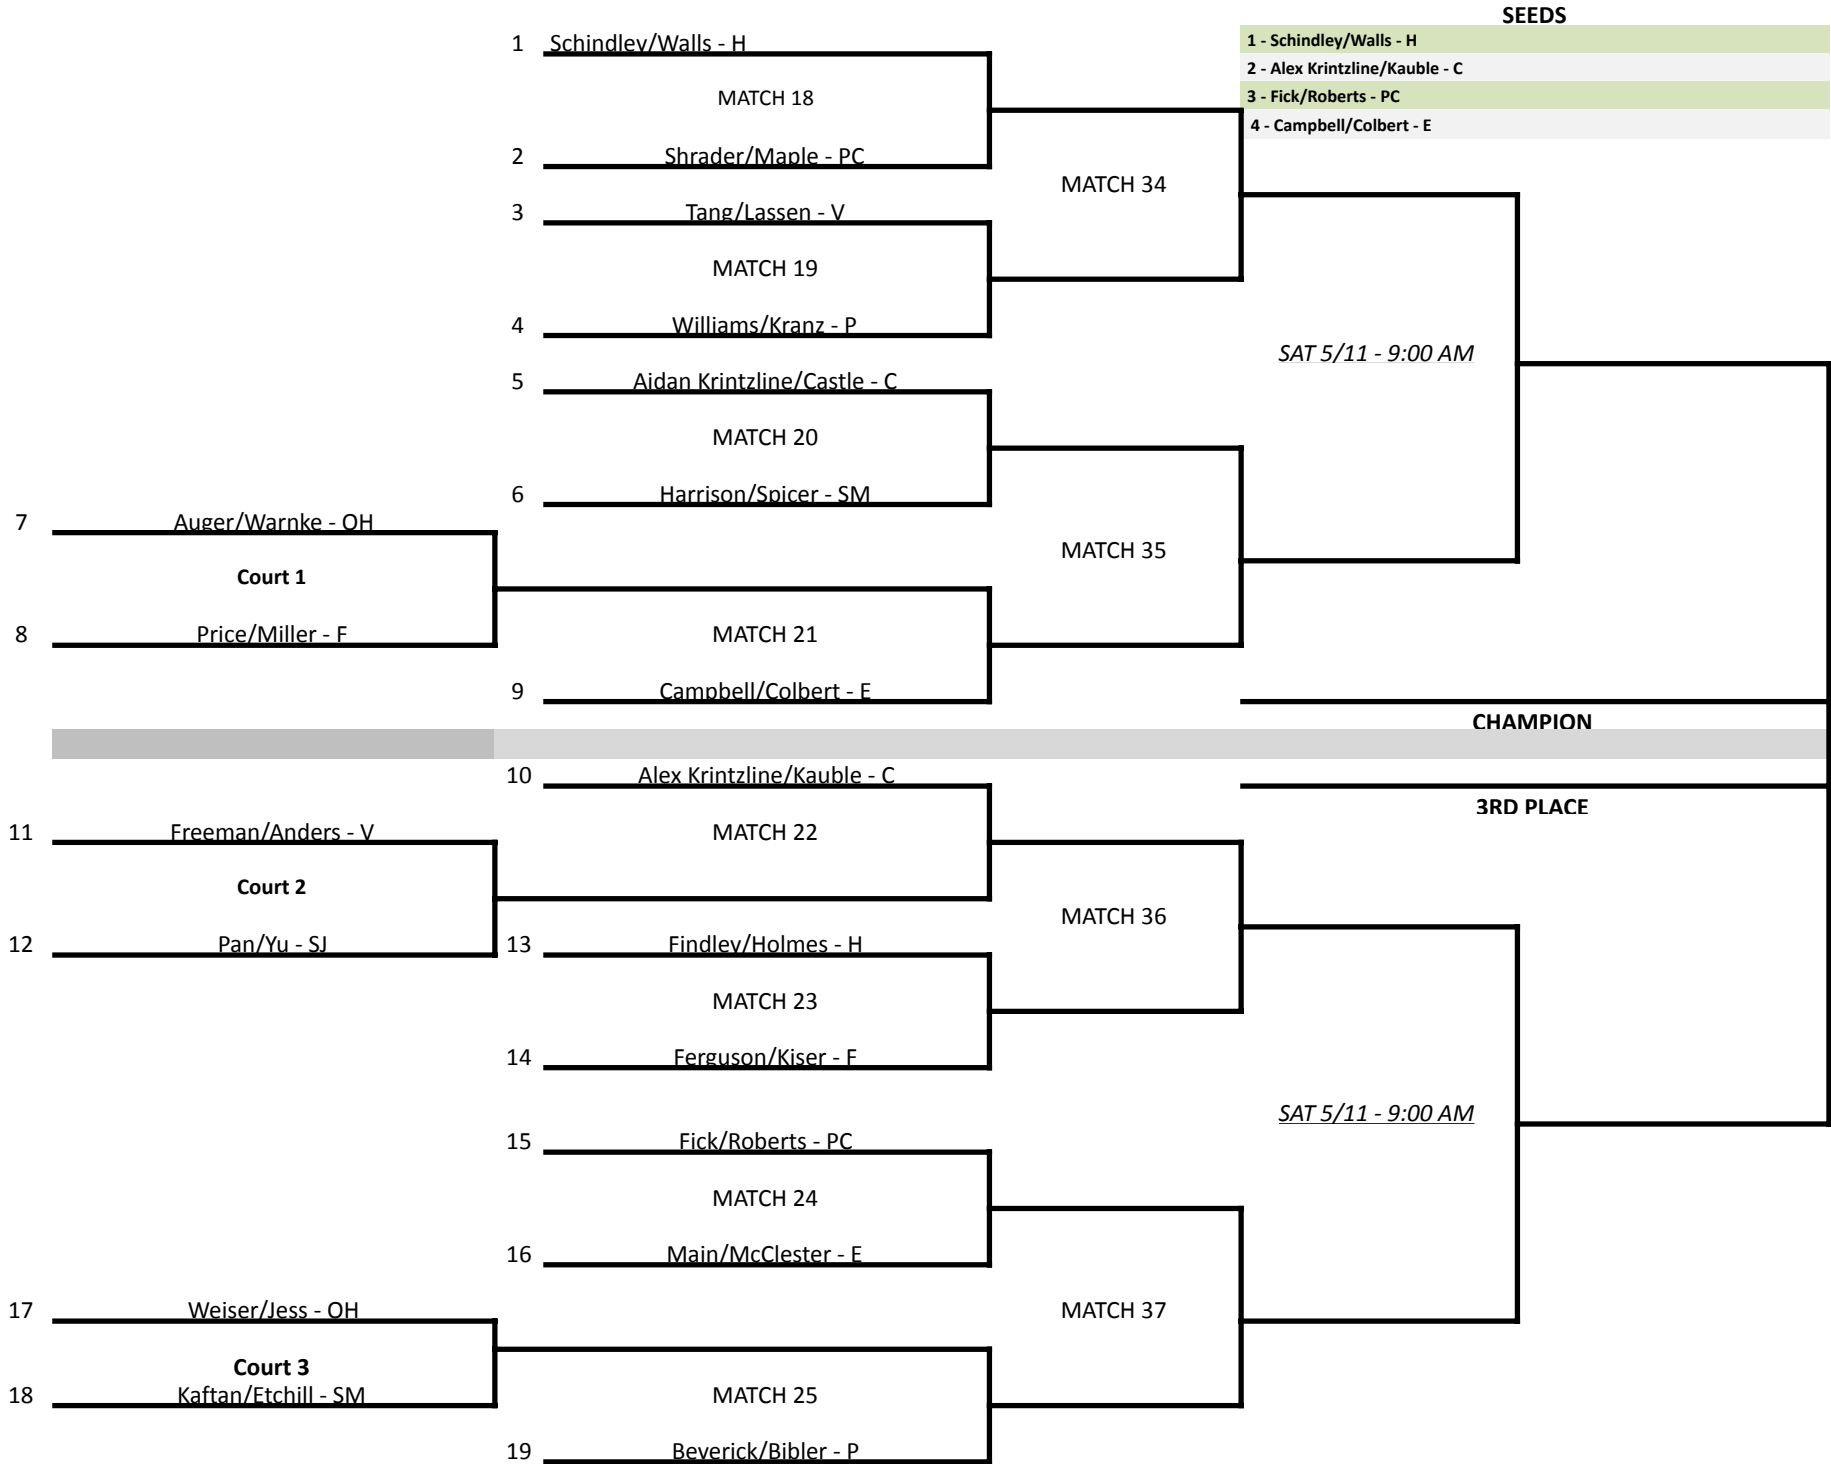 SEEDS
1 Schindley/Walls - H
1 - Schindley/Walls - H
2 - Alex Krintzline/Kauble - C
MATCH 18
3 - Fick/Roberts - PC
4 - Campbell/Colbert - E
2 Shrader/Maple - PC
MATCH 34
3 Tang/Lassen - V
MATCH 19
4 Williams/Kranz - P
SAT 5/11 - 9:00 AM
5 Aidan Krintzline/Castle - C
MATCH 20
6 Harrison/Spicer - SM
7 Auger/Warnke - OH
MATCH 35
Court 1
8 Price/Miller - F
MATCH 21
9 Campbell/Colbert - E
CHAMPION
10 Alex Krintzline/Kauble - C
3RD PLACE
11 Freeman/Anders - V
MATCH 22
Court 2
MATCH 36
12 Pan/Yu - SJ
13 Findley/Holmes - H
MATCH 23
14 Ferguson/Kiser - F
SAT 5/11 - 9:00 AM
15 Fick/Roberts - PC
MATCH 24
16 Main/McClester - E
17 Weiser/Jess - OH
MATCH 37
Court 3
18 Kaftan/Etchill - SM
MATCH 25
19 Beverick/Bibler - P